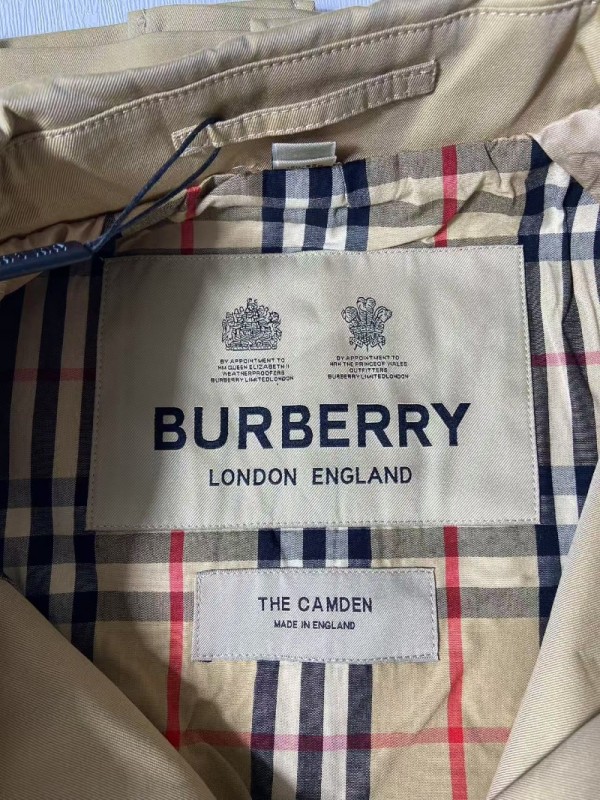 BY APPOINTMENT TO
HM QUEEN ELIZABETH II
WEATHERPROOFERS
BURBERRY LIMITED LONDON
BY APPOINTMENT TO
HRH THE PRINCE OF WALES
OUTFITTERS
BURBERRY LIMITED LONDON
BURBERRY
LONDON ENGLAND
THE CAMDEN
MADE IN ENGLAND